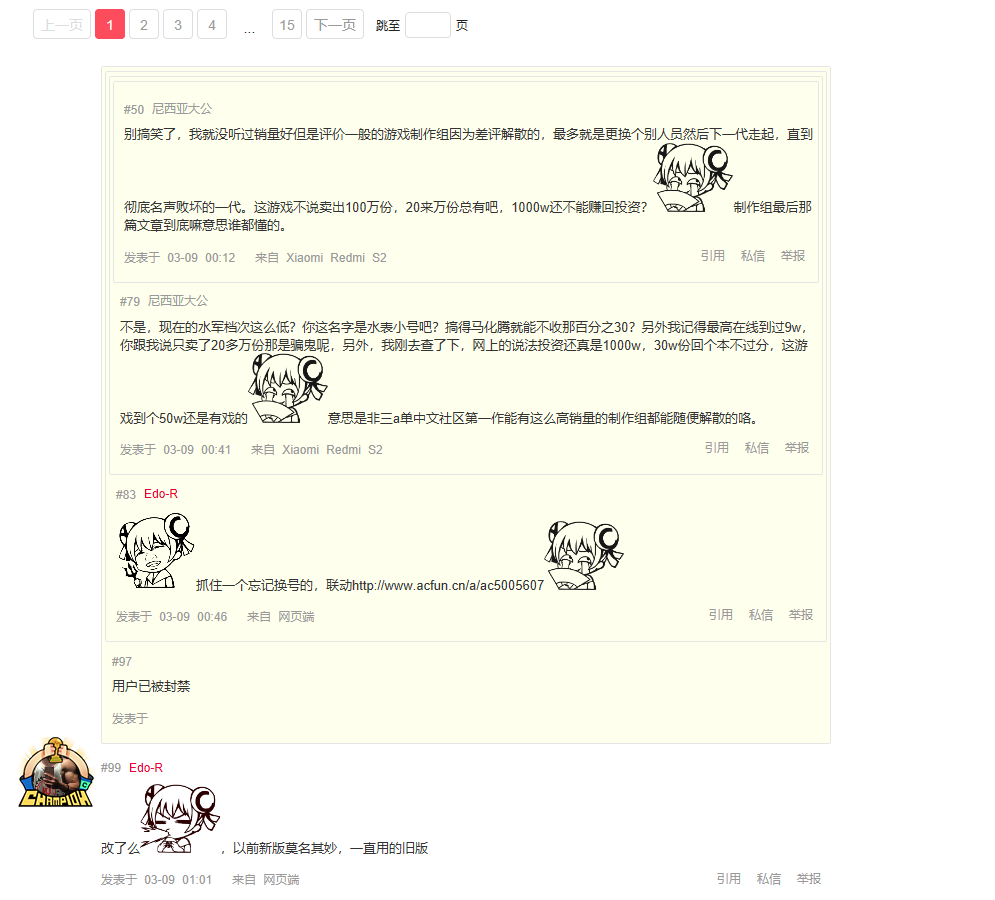 上一页 1 2 3 4 ... 15 下一页 跳至 页
#50 尼西亚大公
别搞笑了，我就没听过销量好但是评价一般的游戏制作组因为差评解散的，最多就是更换个别人员然后下一代走起，直到
彻底名声败坏的一代。这游戏不说卖出100万份，20来万份总有吧，1000w还不能赚回投资？ 制作组最后那
篇文章到底嘛意思谁都懂的。
发表于 03-09 00:12 来自 Xiaomi Redmi S2 引用 私信 举报
#79 尼西亚大公
不是，现在的水军档次这么低？你这名字是水表小号吧？搞得马化腾就能不收那百分之30？另外我记得最高在线到过9w，
你跟我说只卖了20多万份那是骗鬼呢，另外，我刚去查了下，网上的说法投资还真是1000w，30w份回个本不过分，这游
戏到个50w还是有戏的 意思是非三a单中文社区第一作能有这么高销量的制作组都能随便解散的咯。
发表于 03-09 00:41 来自 Xiaomi Redmi S2 引用 私信 举报
#83 Edo-R
抓住一个忘记换号的，联动http://www.acfun.cn/a/ac5005607
发表于 03-09 00:46 来自 网页端 引用 私信 举报
#97
用户已被封禁
发表于
CHAMPION
#99 Edo-R
改了么 ，以前新版莫名其妙，一直用的旧版
发表于 03-09 01:01 来自 网页端 引用 私信 举报